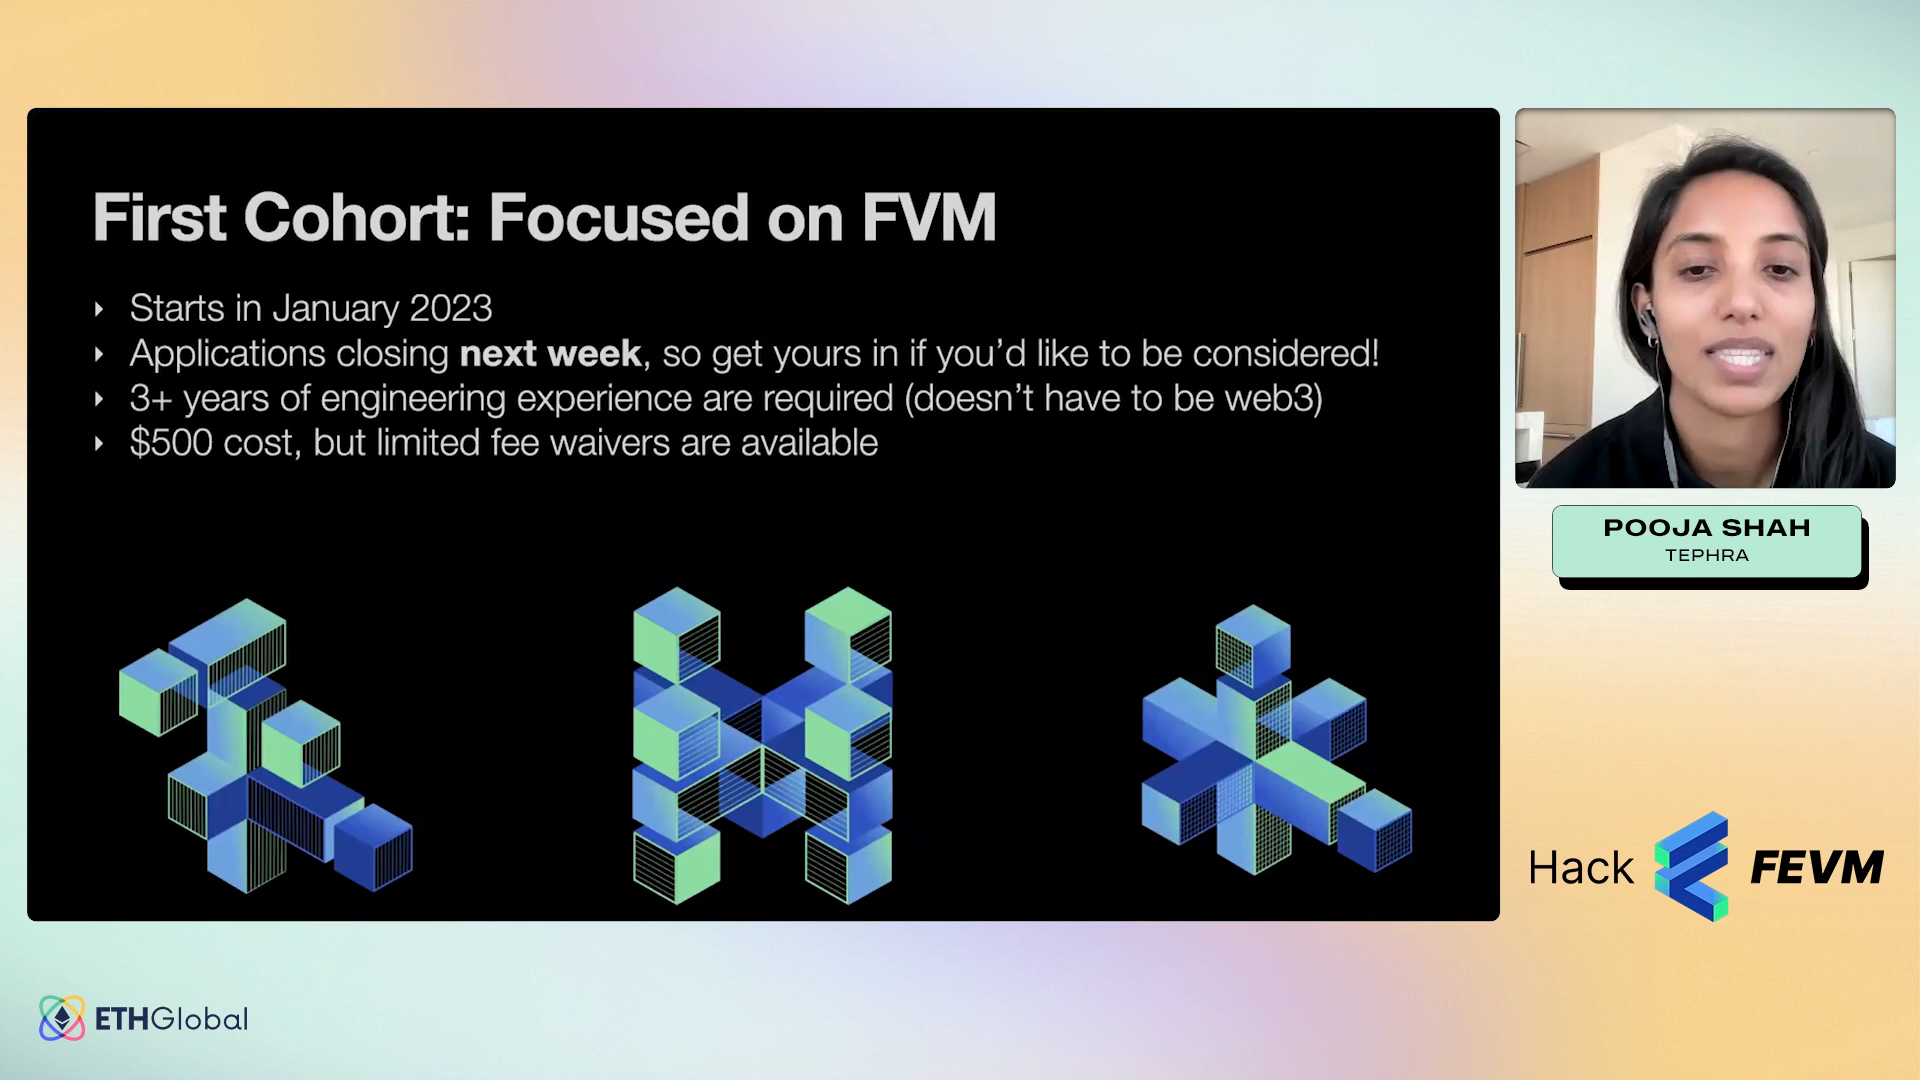 First Cohort: Focused on FVM
Starts in January 2023
Applications closing next week, so get yours in if you’d like to be considered!
3+ years of engineering experience are required (doesn’t have to be web3)
$500 cost, but limited fee waivers are available
POOJA SHAH
TEPHRA
Hack FEVM
ETHGlobal